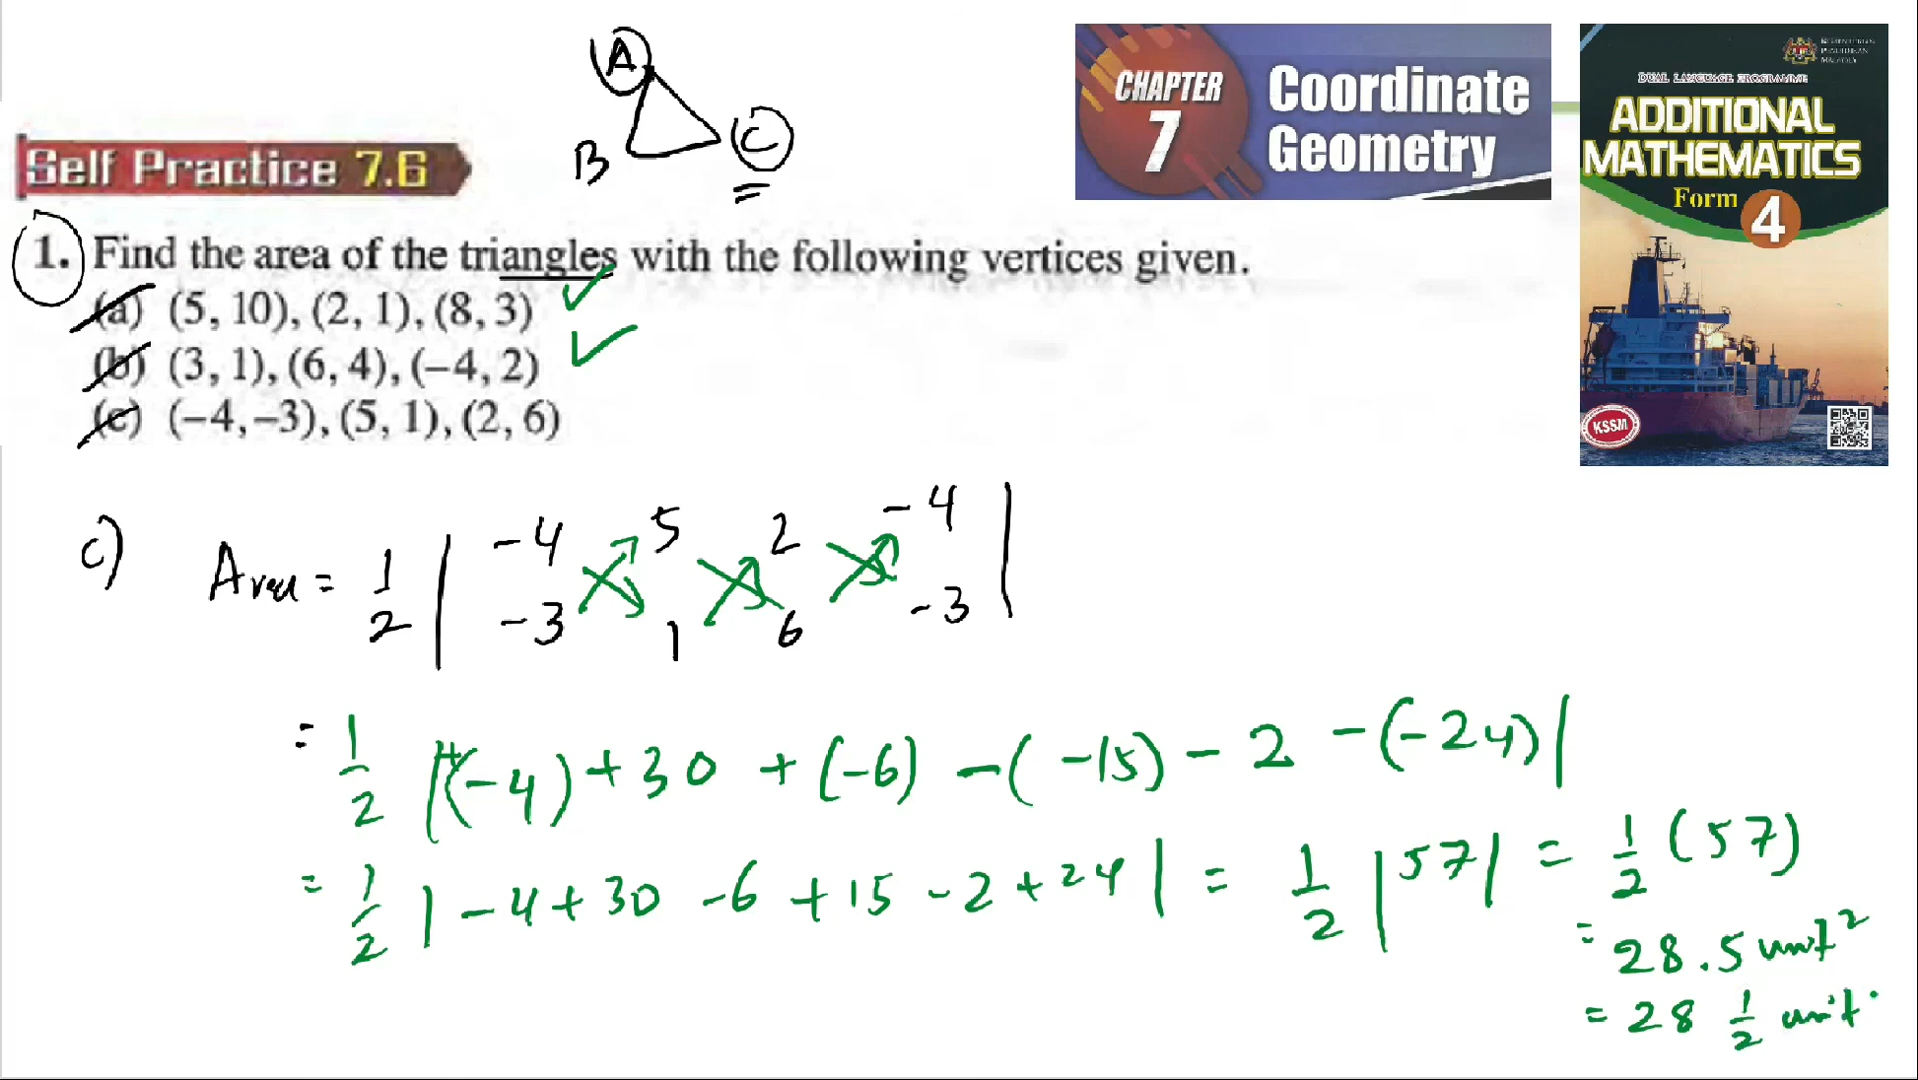 A
B
C
CHAPTER
7
Coordinate
Geometry
KEMENTERIAN
PENDIDIKAN
MALAYSIA
DUAL LANGUAGE PROGRAMME
ADDITIONAL
MATHEMATICS
Form 4
KSSM
Self Practice 7.6
1. Find the area of the triangles with the following vertices given.
(a) (5, 10), (2, 1), (8, 3)
(b) (3, 1), (6, 4), (−4, 2)
(c) (−4, −3), (5, 1), (2, 6)
c) Area = 1/2 | -4 5 2 -4 |
-3 1 6 -3
= 1/2 |(-4) + 30 + (-6) - (-15) - 2 - (-24)|
= 1/2 | -4 + 30 - 6 + 15 - 2 + 24 | = 1/2 |57| = 1/2 (57)
= 28.5 unit²
= 28 1/2 unit